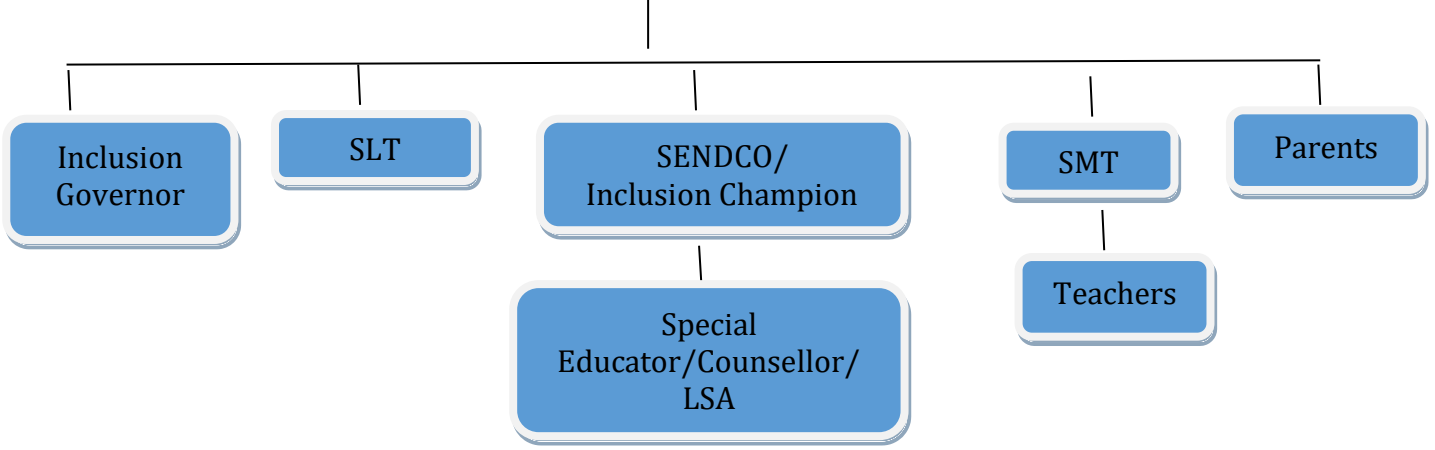 Inclusion
Governor
SLT
SENDCO/
Inclusion Champion
SMT
Parents
Special
Educator/Counsellor/
LSA
Teachers